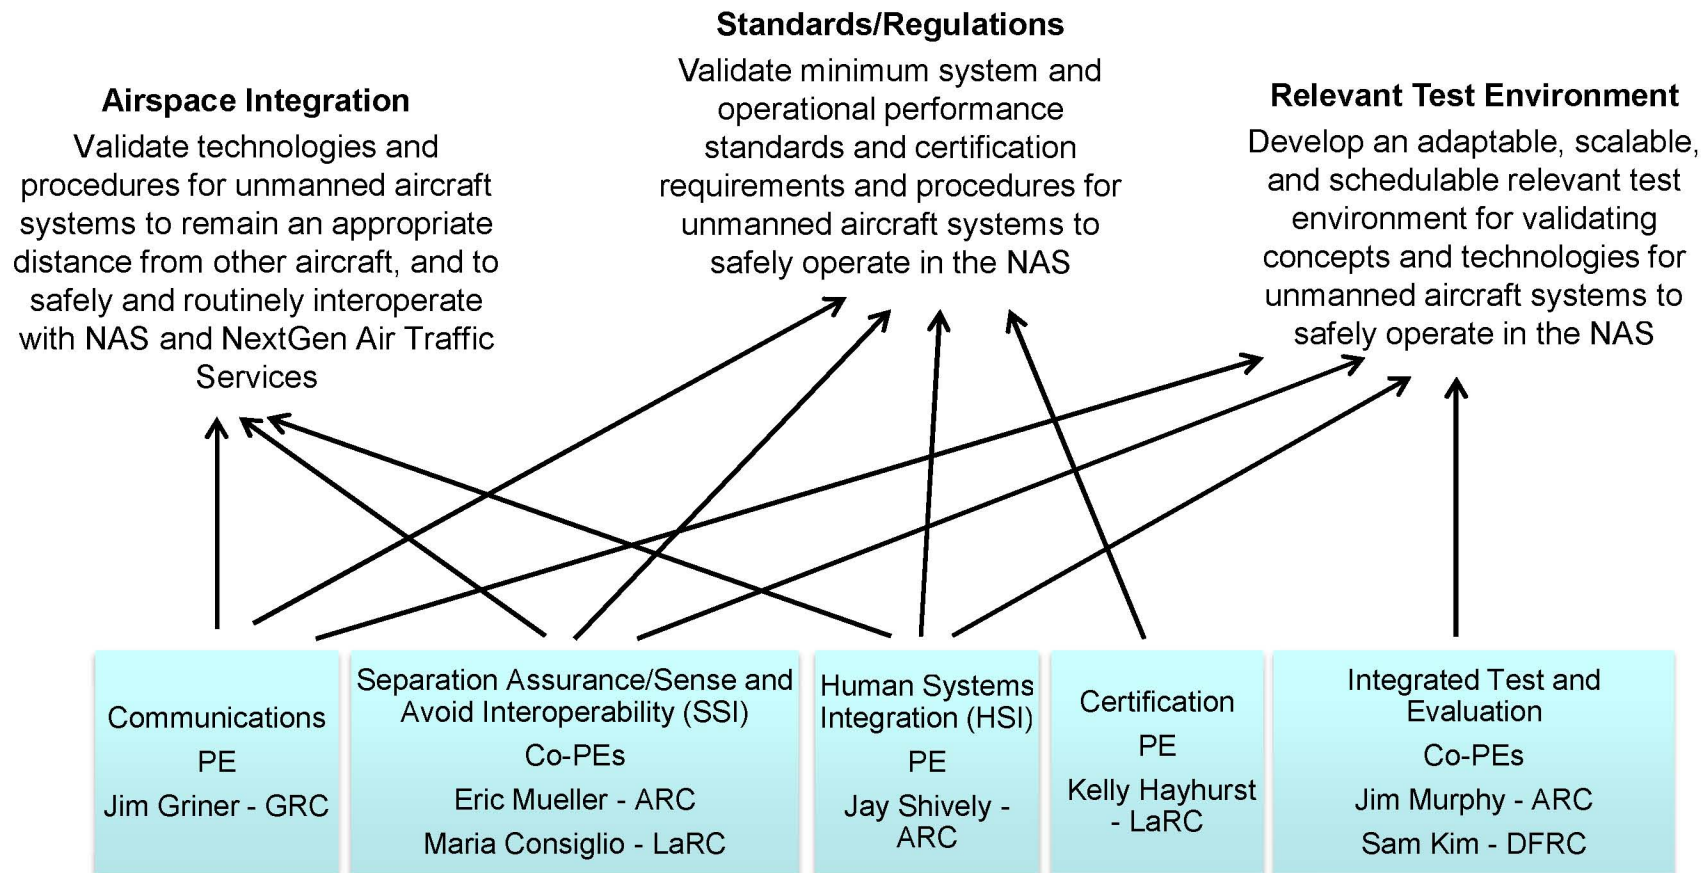 Standards/Regulations
Validate minimum system and
operational performance
standards and certification
requirements and procedures for
unmanned aircraft systems to
safely operate in the NAS
Airspace Integration
Validate technologies and
procedures for unmanned aircraft
systems to remain an appropriate
distance from other aircraft, and to
safely and routinely interoperate
with NAS and NextGen Air Traffic
Services
Relevant Test Environment
Develop an adaptable, scalable,
and schedulable relevant test
environment for validating
concepts and technologies for
unmanned aircraft systems to
safely operate in the NAS
Communications
PE
Jim Griner - GRC
Separation Assurance/Sense and
Avoid Interoperability (SSI)
Co-PEs
Eric Mueller - ARC
Maria Consiglio - LaRC
Human Systems
Integration (HSI)
PE
Jay Shively -
ARC
Certification
PE
Kelly Hayhurst
- LaRC
Integrated Test and
Evaluation
Co-PEs
Jim Murphy - ARC
Sam Kim - DFRC